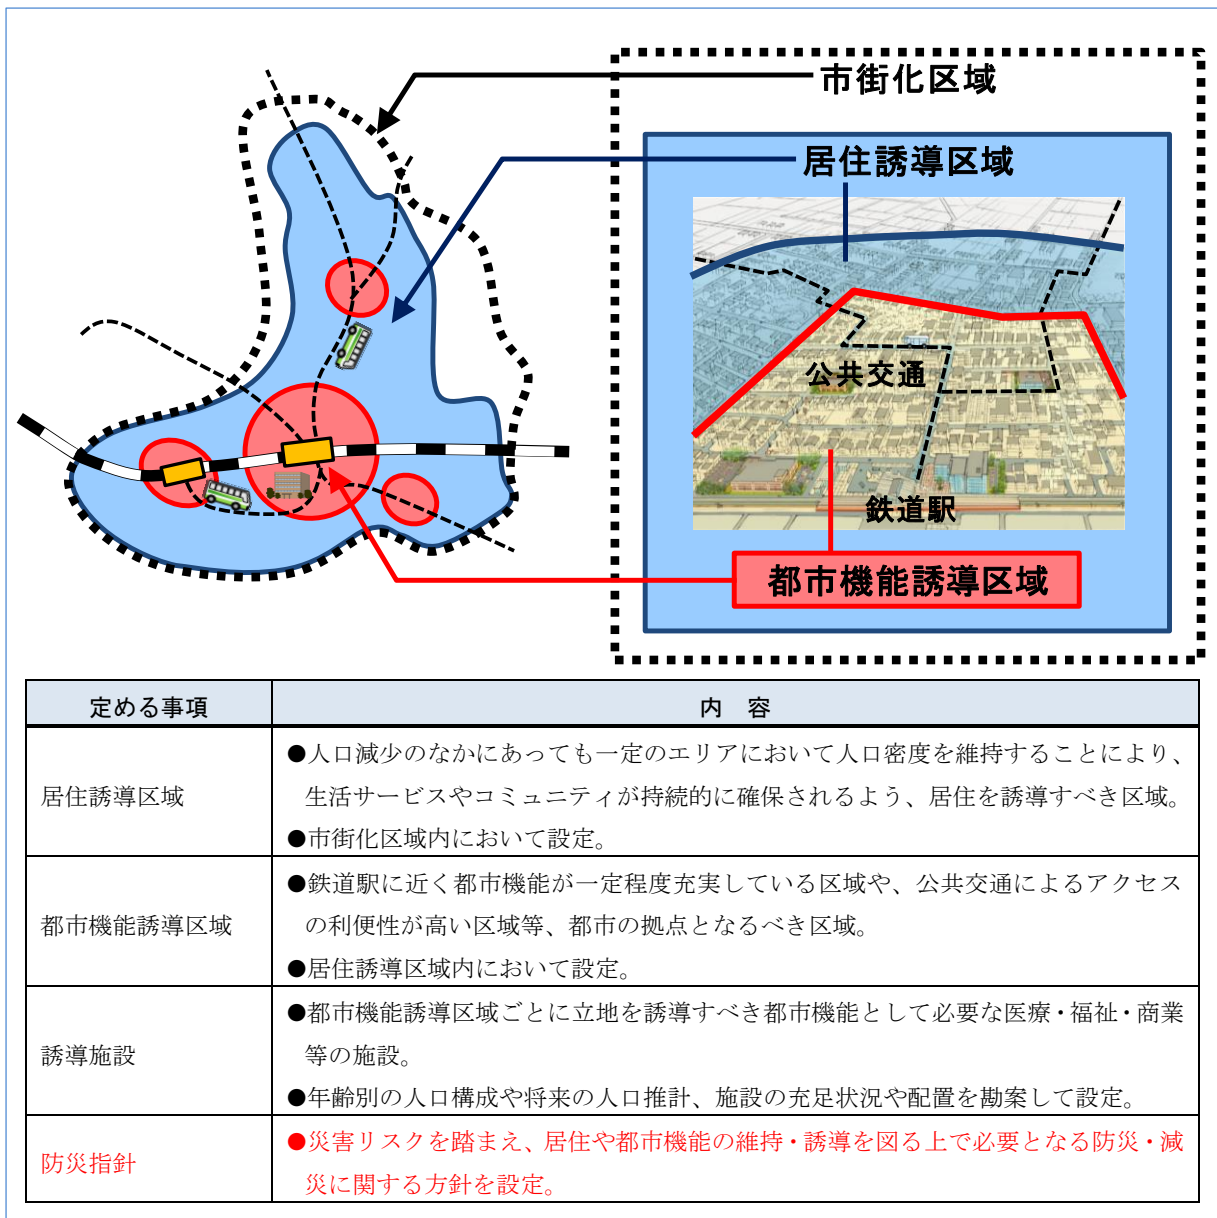 市街化区域
居住誘導区域
公共交通
鉄道駅
都市機能誘導区域
定める事項
内　容
居住誘導区域
●人口減少のなかにあっても一定のエリアにおいて人口密度を維持することにより、
生活サービスやコミュニティが持続的に確保されるよう、居住を誘導すべき区域。
●市街化区域内において設定。
都市機能誘導区域
●鉄道駅に近く都市機能が一定程度充実している区域や、公共交通によるアクセス
の利便性が高い区域等、都市の拠点となるべき区域。
●居住誘導区域内において設定。
誘導施設
●都市機能誘導区域ごとに立地を誘導すべき都市機能として必要な医療・福祉・商業
等の施設。
●年齢別の人口構成や将来の人口推計、施設の充足状況や配置を勘案して設定。
防災指針
●災害リスクを踏まえ、居住や都市機能の維持・誘導を図る上で必要となる防災・減
災に関する方針を設定。